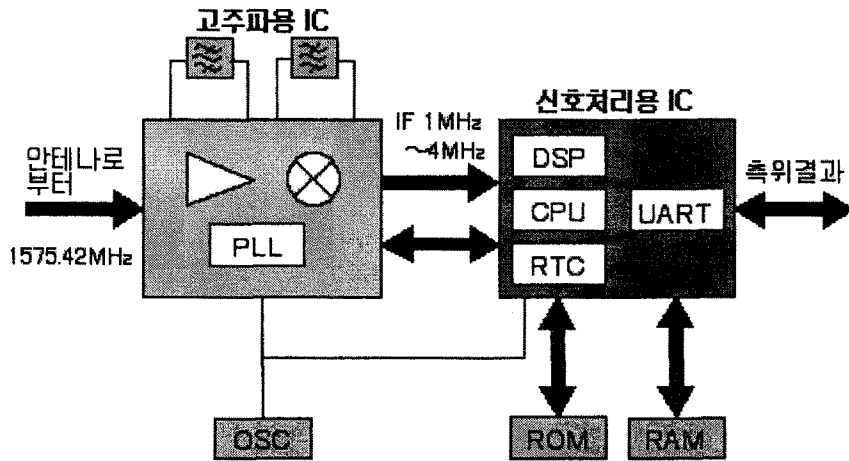 고주파용 IC
신호처리용 IC
안테나로
부터
1575.42MHz
PLL
IF 1MHz
~4MHz
DSP
CPU
RTC
UART
측위결과
OSC
ROM
RAM